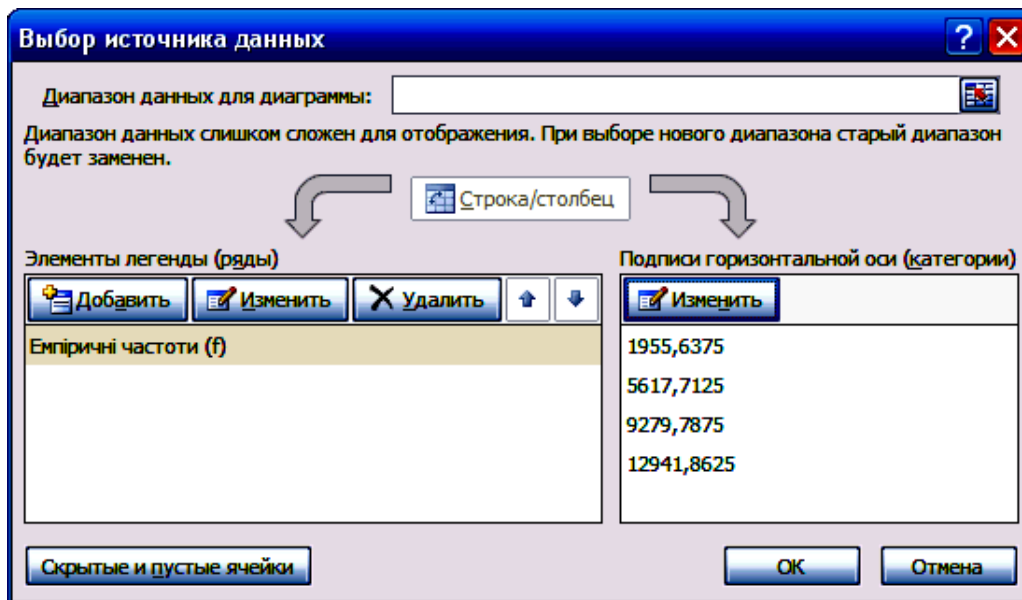 Выбор источника данных
Диапазон данных для диаграммы:
Диапазон данных слишком сложен для отображения. При выборе нового диапазона старый диапазон
будет заменен.
Строка/столбец
Элементы легенды (ряды)
Добавить Изменить Удалить
Емпіричні частоти (f)
Подписи горизонтальной оси (категории)
Изменить
1955,6375
5617,7125
9279,7875
12941,8625
Скрытые и пустые ячейки
ОК Отмена